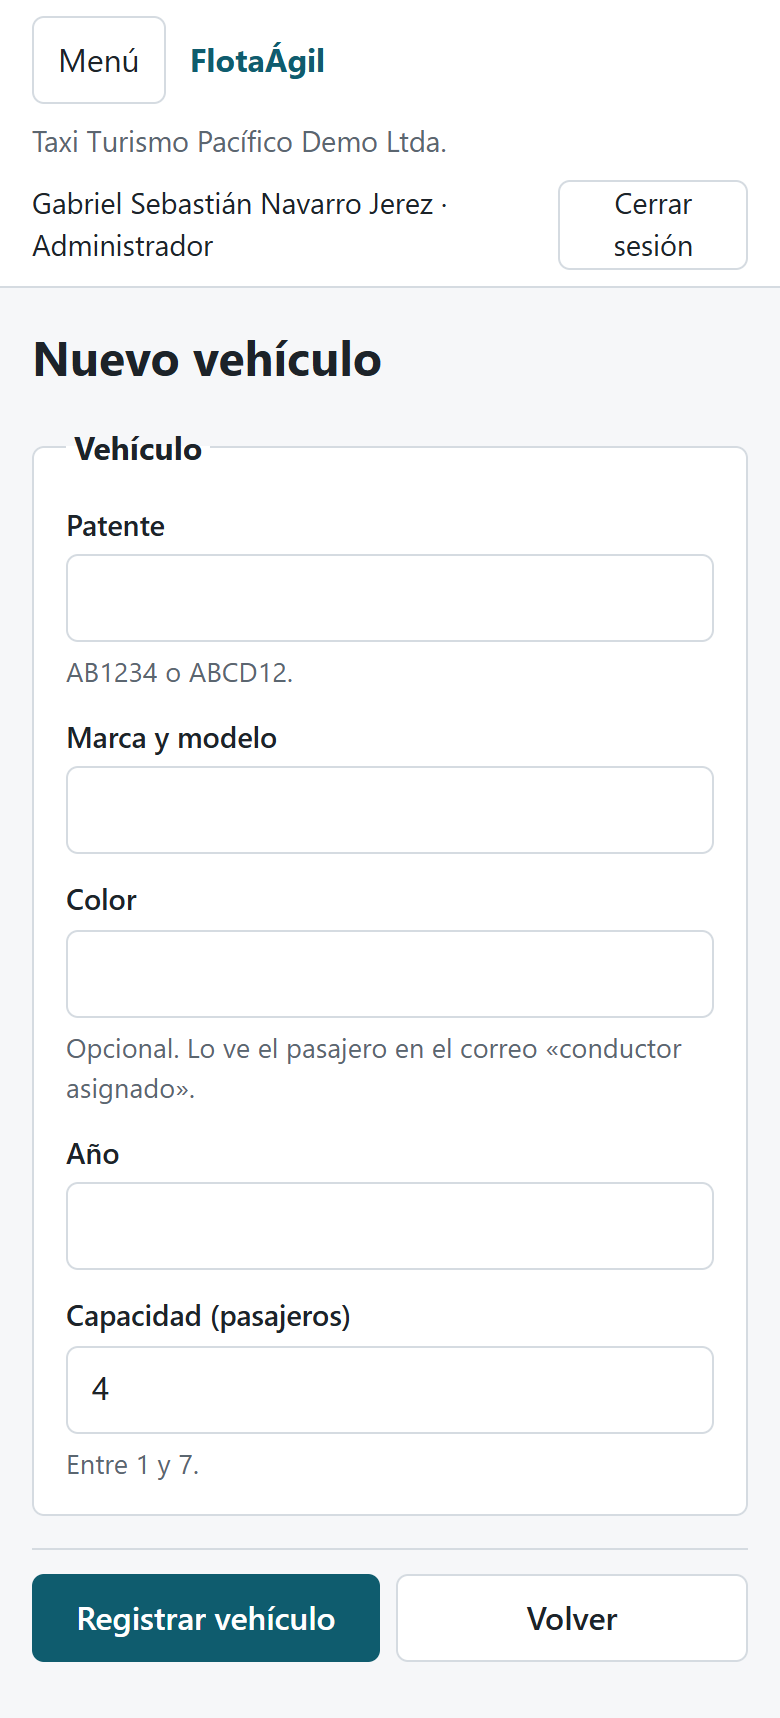 Menú
FlotaÁgil
Taxi Turismo Pacífico Demo Ltda.
Gabriel Sebastián Navarro Jerez ·
Administrador
Cerrar
sesión
Nuevo vehículo
Vehículo
Patente
AB1234 o ABCD12.
Marca y modelo
Color
Opcional. Lo ve el pasajero en el correo «conductor
asignado».
Año
Capacidad (pasajeros)
4
Entre 1 y 7.
Registrar vehículo
Volver